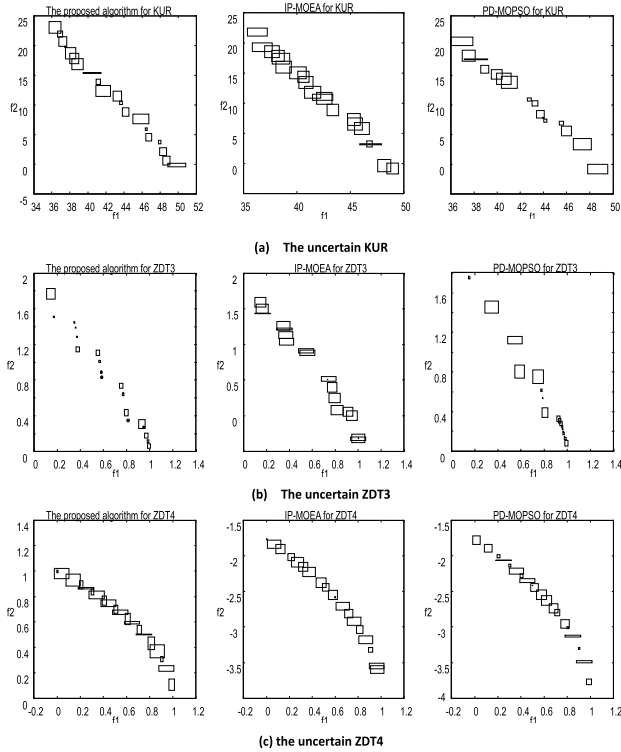 The proposed algorithm for KUR
IP-MOEA for KUR
PD-MOPSO for KUR
25
20
15
f2
10
5
0
-5
34 36 38 40 42 44 46 48 50 52
f1
25
20
15
f2
10
5
0
-5
35 40 45 50
f1
25
20
15
f2
10
5
0
36 38 40 42 44 46 48 50
f1
(a) The uncertain KUR
The proposed algorithm for ZDT3
IP-MOEA for ZDT3
PD-MOPSO for ZDT3
2
1.6
1.2
f2
0.8
0.4
0
0 0.2 0.4 0.6 0.8 1.0 1.2 1.4
f1
2
1.5
1
f2
0.5
0
0 0.2 0.4 0.6 0.8 1.0 1.2 1.4
f1
1.6
1.2
f2
0.8
0.4
0
0 0.2 0.4 0.6 0.8 1.0 1.2 1.4
f1
(b) The uncertain ZDT3
The proposed algorithm for ZDT4
IP-MOEA for ZDT4
PD-MOPSO for ZDT4
1.4
1.2
1
0.8
f2
0.6
0.4
0.2
0
-0.2 0 0.2 0.4 0.6 0.8 1 1.2
f1
-1.5
-2
-2.5
f2
-3
-3.5
-0.2 0 0.2 0.4 0.6 0.8 1 1.2
f1
-1.5
-2
-2.5
f2
-3
-3.5
-4
-0.2 0 0.2 0.4 0.6 0.8 1 1.2
f1
(c) the uncertain ZDT4